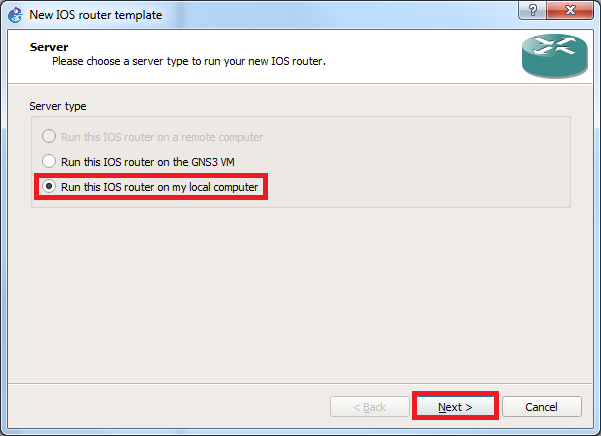 New IOS router template
Server
Please choose a server type to run your new IOS router.
Server type
Run this IOS router on a remote computer
Run this IOS router on the GNS3 VM
Run this IOS router on my local computer
< Back
Next >
Cancel